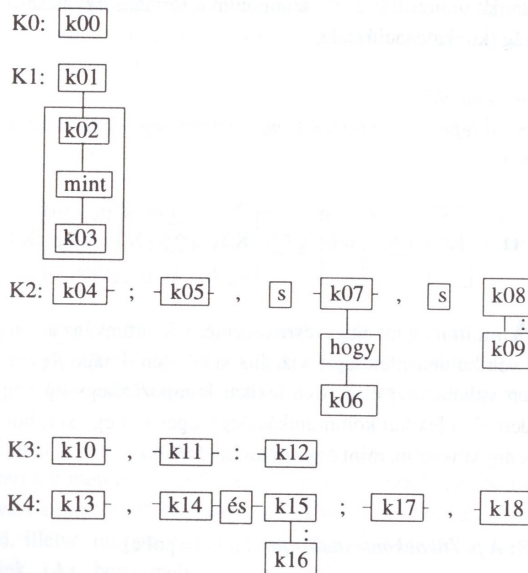 K0: k00
K1: k01
k02
mint
k03
K2: k04 ; k05 , s k07 , s k08
:
hogy k09
k06
K3: k10 , k11 : k12
K4: k13 , k14 és k15 ; k17 , k18
:
k16